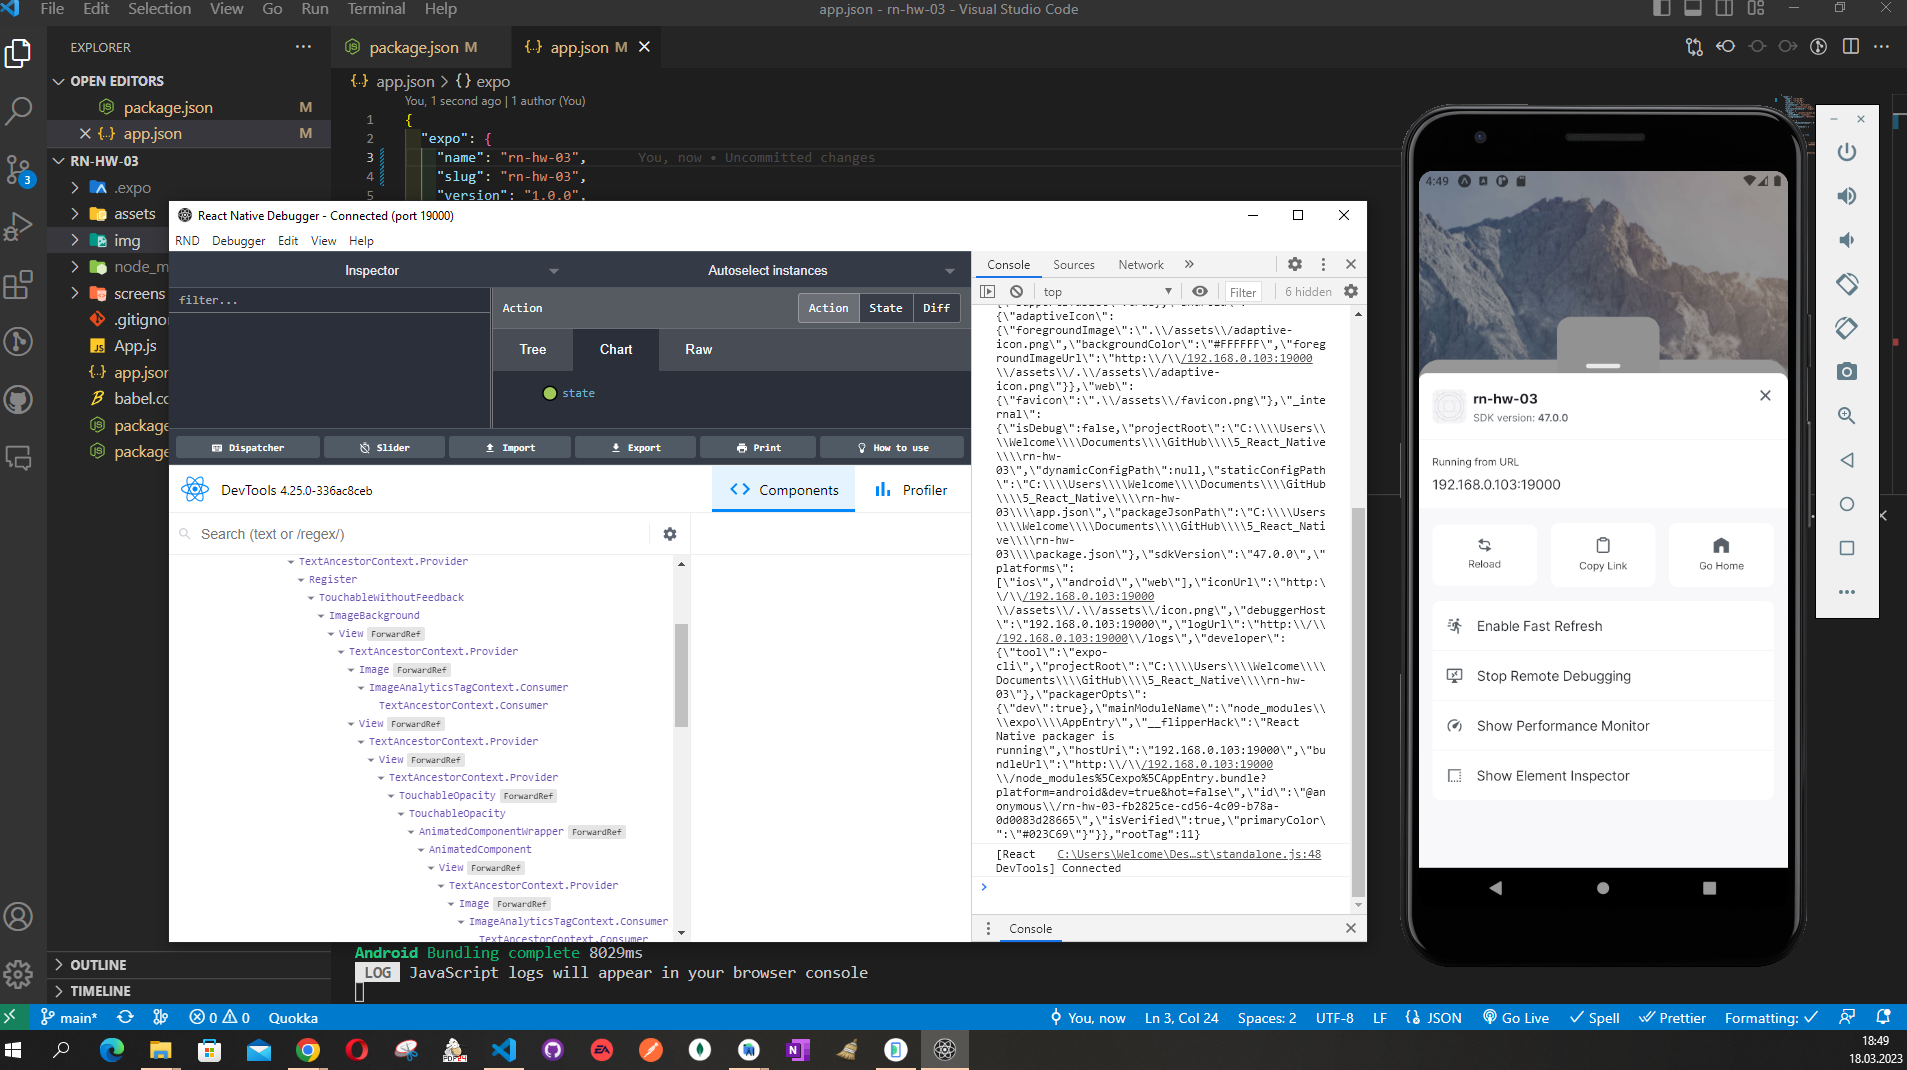 File Edit Selection View Go Run Terminal Help
app.json - rn-hw-03 - Visual Studio Code
EXPLORER
OPEN EDITORS
package.json M
app.json M
RN-HW-03
.expo
assets
img
node_m
screens
.gitignor
App.js
app.json
babel.co
package
package
OUTLINE
TIMELINE
3
package.json M
app.json M
app.json > {} expo
You, 1 second ago | 1 author (You)
1 {
2 "expo": {
3 "name": "rn-hw-03", You, now • Uncommitted changes
4 "slug": "rn-hw-03",
5 "version": "1.0.0",
React Native Debugger - Connected (port 19000)
RND Debugger Edit View Help
Inspector
Autoselect instances
filter...
Action
Action State Diff
Tree Chart Raw
state
Dispatcher Slider Import Export Print How to use
DevTools 4.25.0-336ac8ceb
Components Profiler
Search (text or /regex/)
TextAncestorContext.Provider
Register
TouchableWithoutFeedback
ImageBackground
View ForwardRef
TextAncestorContext.Provider
Image ForwardRef
ImageAnalyticsTagContext.Consumer
TextAncestorContext.Consumer
View ForwardRef
TextAncestorContext.Provider
View ForwardRef
TextAncestorContext.Provider
TouchableOpacity ForwardRef
TouchableOpacity
AnimatedComponentWrapper ForwardRef
AnimatedComponent
View ForwardRef
TextAncestorContext.Provider
Image ForwardRef
ImageAnalyticsTagContext.Consumer
TextAncestorContext.Consumer
Console Sources Network »
top Filter 6 hidden
{\"adaptiveIcon\":
{\"foregroundImage\":\".\\/assets\\/adaptive-
icon.png\",\"backgroundColor\":\"#FFFFFF\",\"foreg
roundImageUrl\":\"http:\\/\\/192.168.0.103:19000
\\/assets\\/.\\/assets\\/adaptive-
icon.png\"}},\"web\":
{\"favicon\":\".\\/assets\\/favicon.png\"},\"_inter
nal\":
{\"isDebug\":false,\"projectRoot\":\"C:\\\\Users\\
\\Welcome\\\\Documents\\\\GitHub\\\\5_React_Native
\\\\rn-hw-
03\",\"dynamicConfigPath\":null,\"staticConfigPath
\":\"C:\\\\Users\\\\Welcome\\\\Documents\\\\GitHub
\\\\5_React_Native\\\\rn-hw-
03\\\\app.json\",\"packageJsonPath\":\"C:\\\\Users
\\\\Welcome\\\\Documents\\\\GitHub\\\\5_React_Nati
ve\\\\rn-hw-
03\\\\package.json\"},\"sdkVersion\":\"47.0.0\",\"
platforms\":
[\"ios\",\"android\",\"web\"],\"iconUrl\":\"http:\
\/\\/192.168.0.103:19000
\\/assets\\/.\\/assets\\/icon.png\",\"debuggerHost
\":\"192.168.0.103:19000\",\"logUrl\":\"http:\\/\\
/192.168.0.103:19000\\/logs\",\"developer\":
{\"tool\":\"expo-
cli\",\"projectRoot\":\"C:\\\\Users\\\\Welcome\\\\
Documents\\\\GitHub\\\\5_React_Native\\\\rn-hw-
03\"},\"packagerOpts\":
{\"dev\":true},\"mainModuleName\":\"node_modules\\
\\expo\\\\AppEntry\",\"__flipperHack\":\"React
Native packager is
running\",\"hostUri\":\"192.168.0.103:19000\",\"bu
ndleUrl\":\"http:\\/\\/192.168.0.103:19000
\\/node_modules%5Cexpo%5CAppEntry.bundle?
platform=android&dev=true&hot=false\",\"id\":\"@an
onymous\\/rn-hw-03-fb2825ce-cd56-4c09-b78a-
0d0083d28665\",\"isVerified\":true,\"primaryColor\
\":\"#023C69\"}"}},"rootTag":11}
[React C:\Users\Welcome\Des…st\standalone.js:48
DevTools] Connected
Console
4:49
rn-hw-03
SDK version: 47.0.0
Running from URL
192.168.0.103:19000
Reload Copy Link Go Home
Enable Fast Refresh
Stop Remote Debugging
Show Performance Monitor
Show Element Inspector
Android Bundling complete 8029ms
LOG JavaScript logs will appear in your browser console
main* 0 0 Quokka
You, now Ln 3, Col 24 Spaces: 2 UTF-8 LF {} JSON Go Live Spell Prettier Formatting:
18:49
18.03.2023